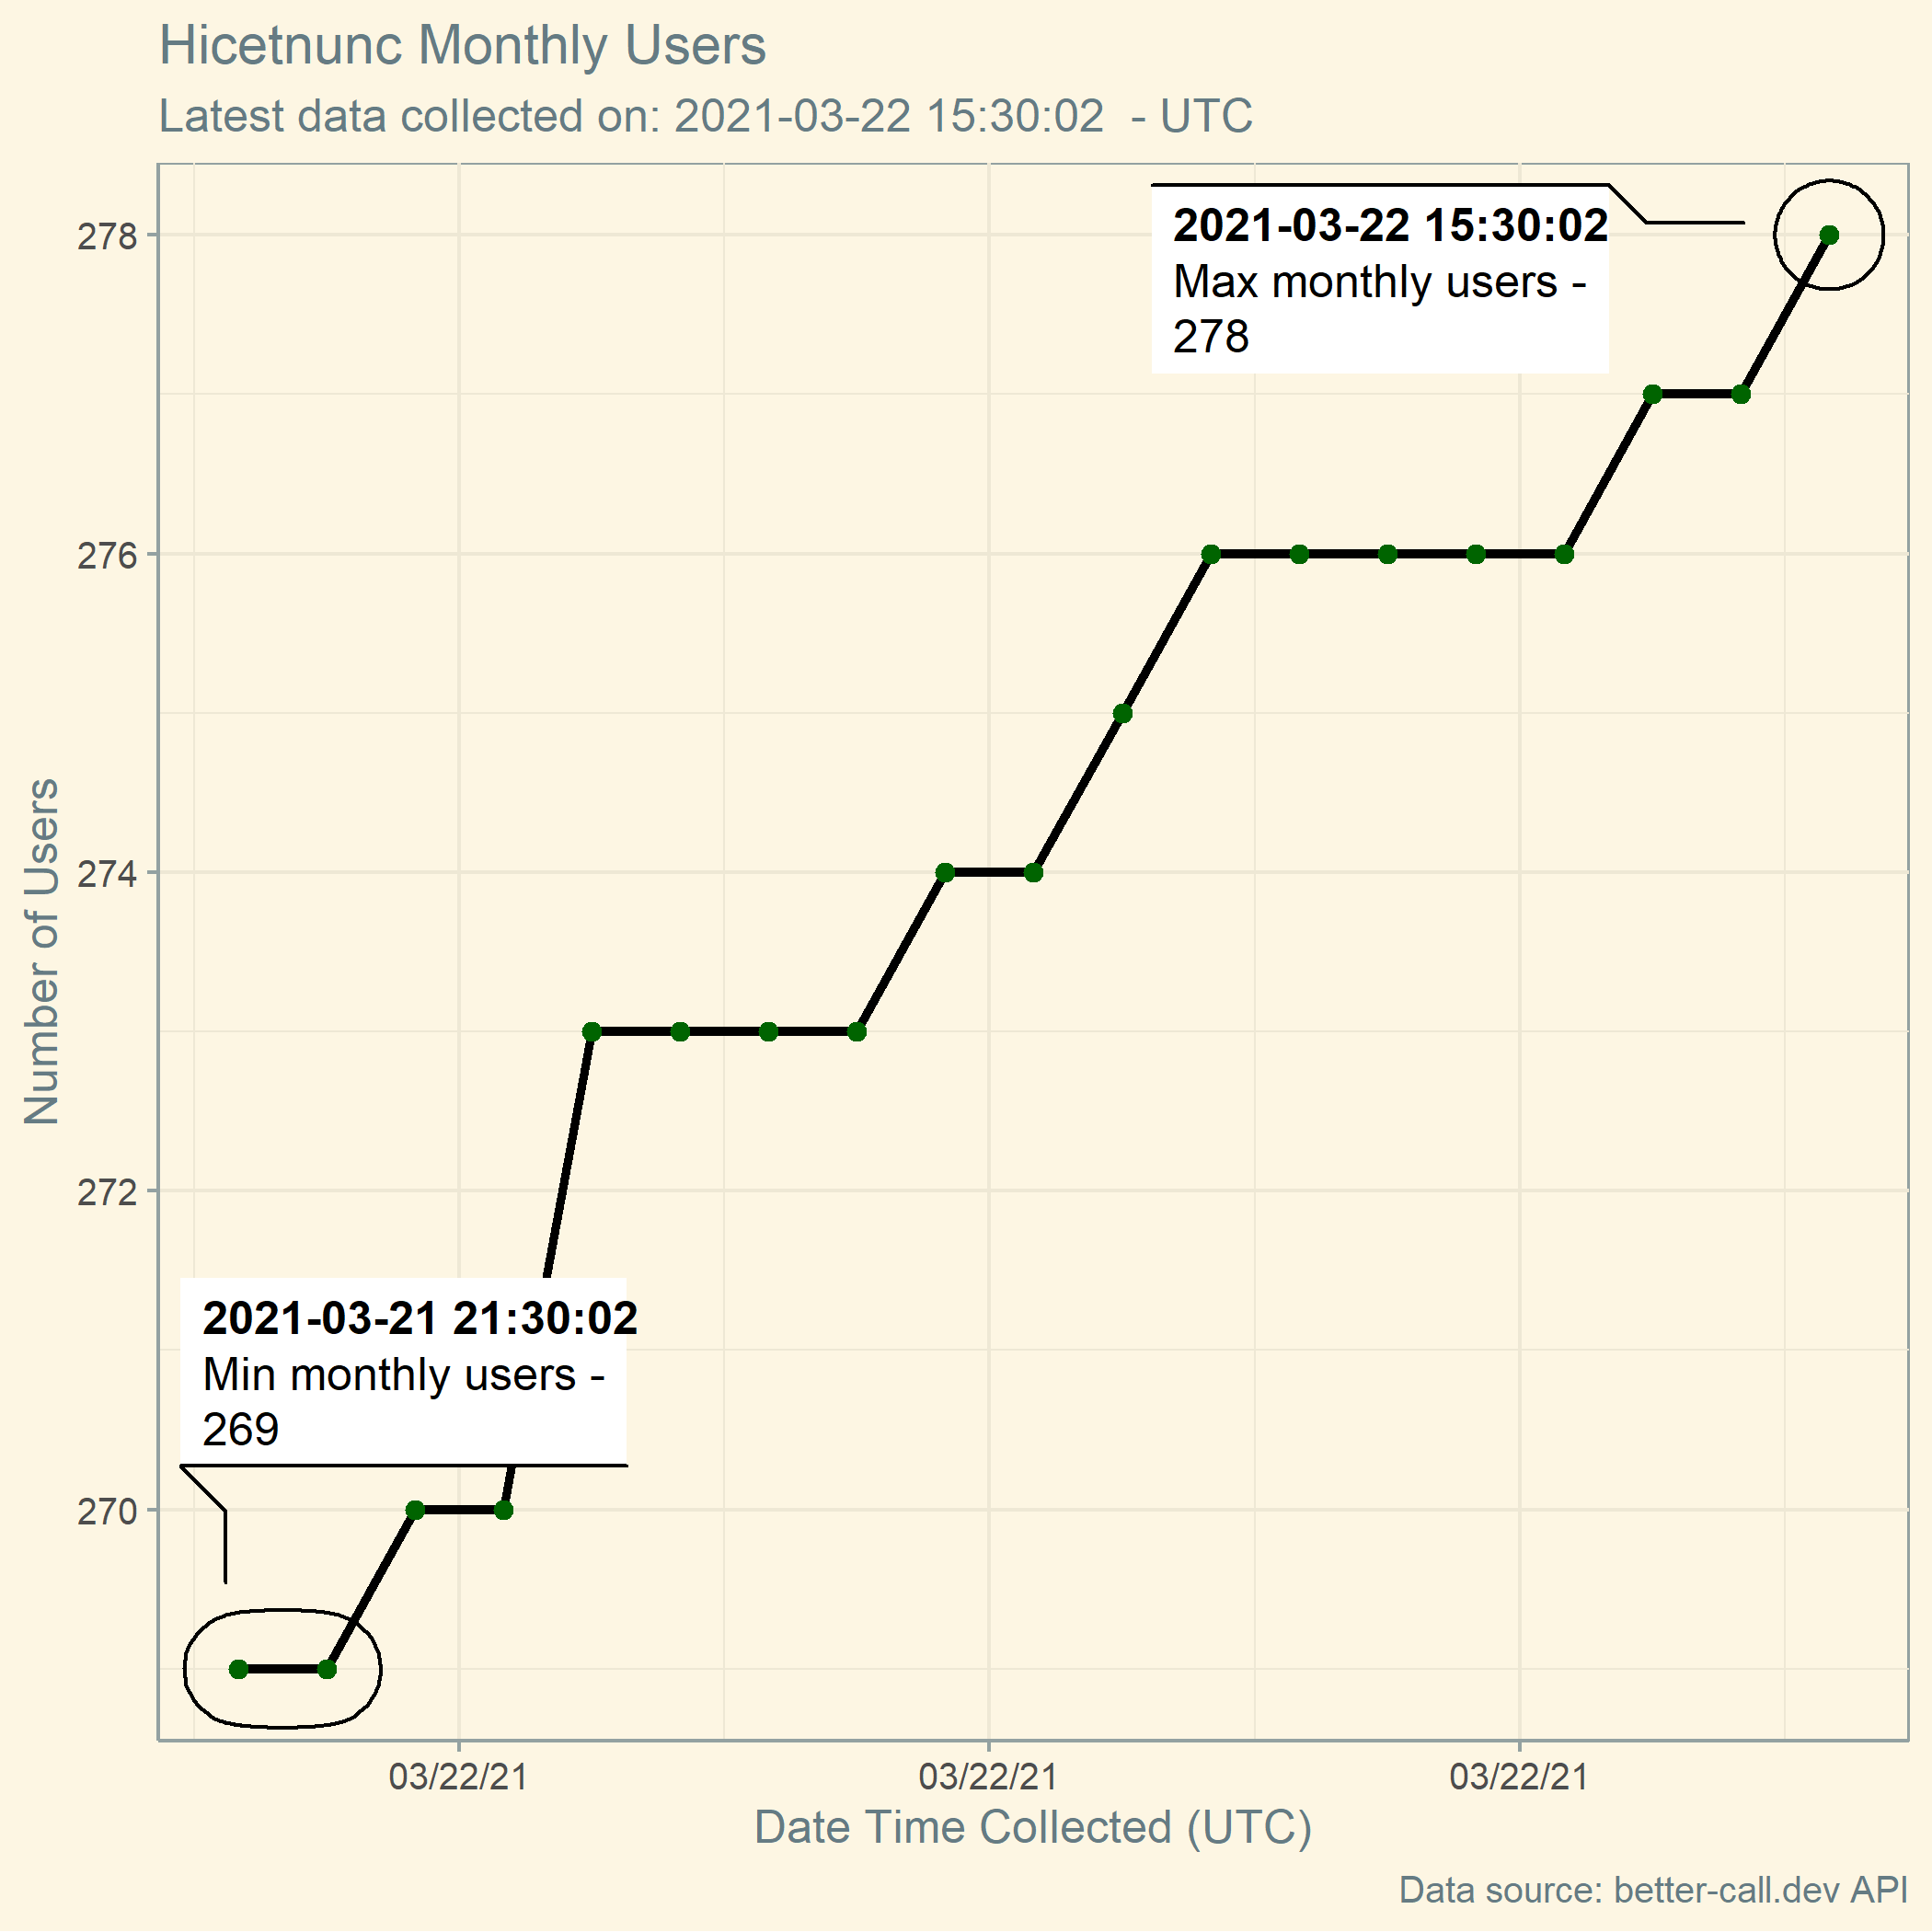 Hicetnunc Monthly Users
Latest data collected on: 2021-03-22 15:30:02  - UTC
Number of Users
278
276
274
272
270
2021-03-22 15:30:02
Max monthly users -
278
2021-03-21 21:30:02
Min monthly users -
269
03/22/21
03/22/21
03/22/21
Date Time Collected (UTC)
Data source: better-call.dev API